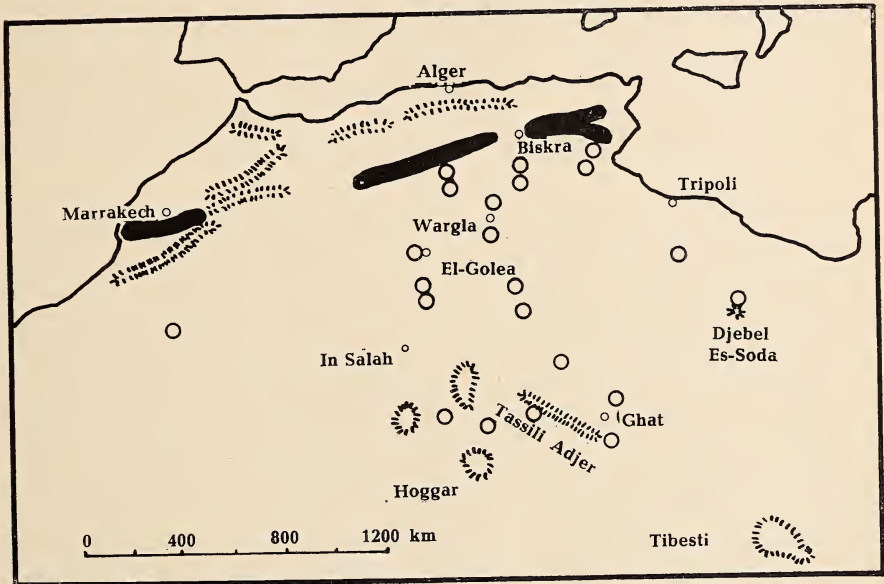 Alger
Biskra
Marrakech
Tripoli
Wargla
El-Golea
Djebel
Es-Soda
In Salah
Ghat
Tassili Adjer
Hoggar
0 400 800 1200 km
Tibesti